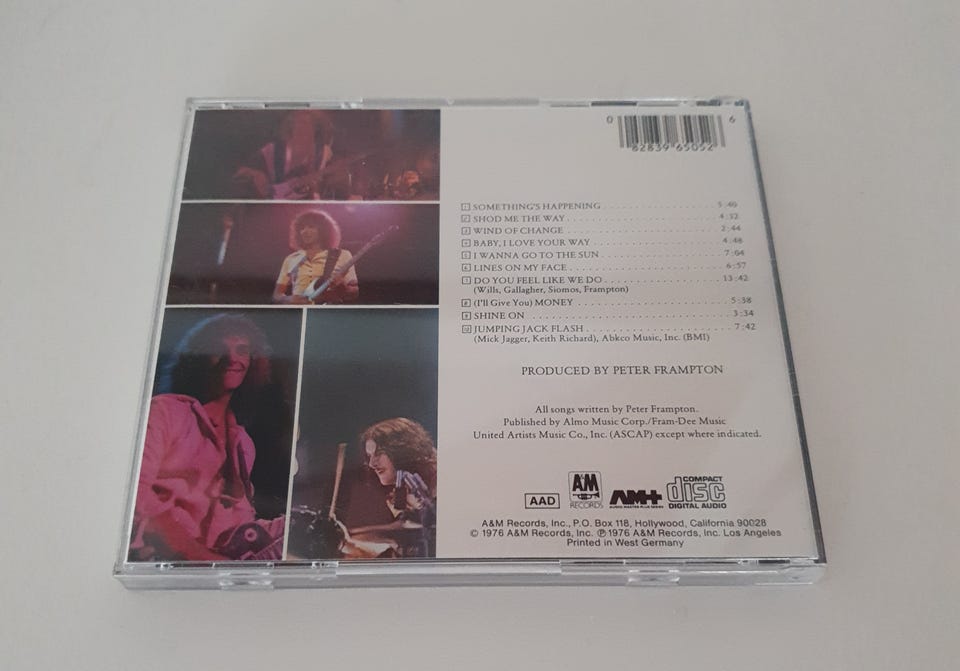 0 82839 65052 6
1 SOMETHING'S HAPPENING 5:40
2 SHOD ME THE WAY 4:32
3 WIND OF CHANGE 2:44
4 BABY, I LOVE YOUR WAY 4:48
5 I WANNA GO TO THE SUN 7:04
6 LINES ON MY FACE 6:57
7 DO YOU FEEL LIKE WE DO 13:42
(Wills, Gallagher, Siomos, Frampton)
8 (I'll Give You) MONEY 5:38
9 SHINE ON 3:34
10 JUMPING JACK FLASH 7:42
(Mick Jagger, Keith Richard), Abkco Music, Inc. (BMI)
PRODUCED BY PETER FRAMPTON
All songs written by Peter Frampton.
Published by Almo Music Corp./Fram-Dee Music
United Artists Music Co., Inc. (ASCAP) except where indicated.
AAD A&M RECORDS AM+ AUDIO MASTER PLUS SERIES COMPACT disc DIGITAL AUDIO
A&M Records, Inc., P.O. Box 118, Hollywood, California 90028
© 1976 A&M Records, Inc. ℗ 1976 A&M Records, Inc. Los Angeles
Printed in West Germany